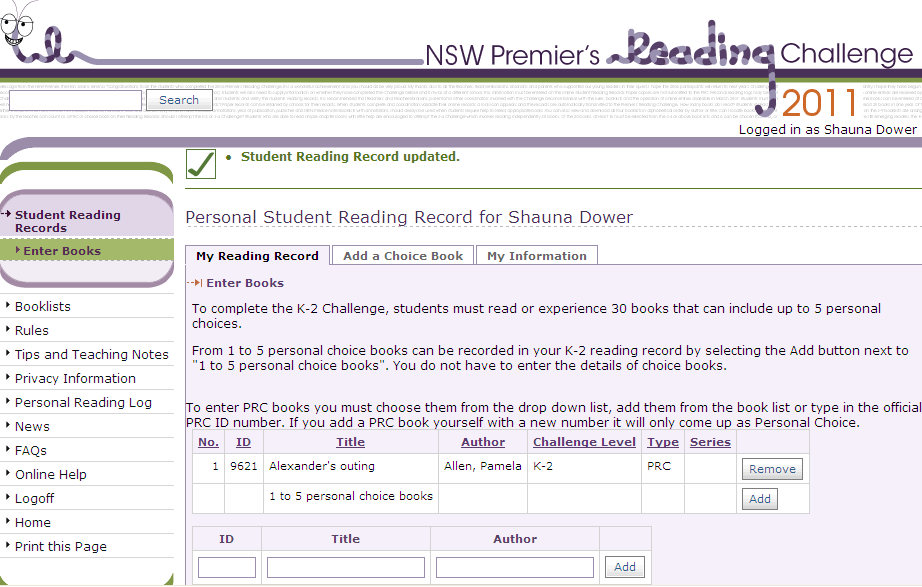 NSW Premier's Reading Challenge
2011
Search
Logged in as Shauna Dower
Student Reading Record updated.
Student Reading
Records
Enter Books
Booklists
Rules
Tips and Teaching Notes
Privacy Information
Personal Reading Log
News
FAQs
Online Help
Logoff
Home
Print this Page
Personal Student Reading Record for Shauna Dower
My Reading Record Add a Choice Book My Information
Enter Books
To complete the K-2 Challenge, students must read or experience 30 books that can include up to 5 personal
choices.
From 1 to 5 personal choice books can be recorded in your K-2 reading record by selecting the Add button next to
"1 to 5 personal choice books". You do not have to enter the details of choice books.
To enter PRC books you must choose them from the drop down list, add them from the book list or type in the official
PRC ID number. If you add a PRC book yourself with a new number it will only come up as Personal Choice.
No. ID Title Author Challenge Level Type Series
1 9621 Alexander's outing Allen, Pamela K-2 PRC Remove
1 to 5 personal choice books Add
ID Title Author
Add